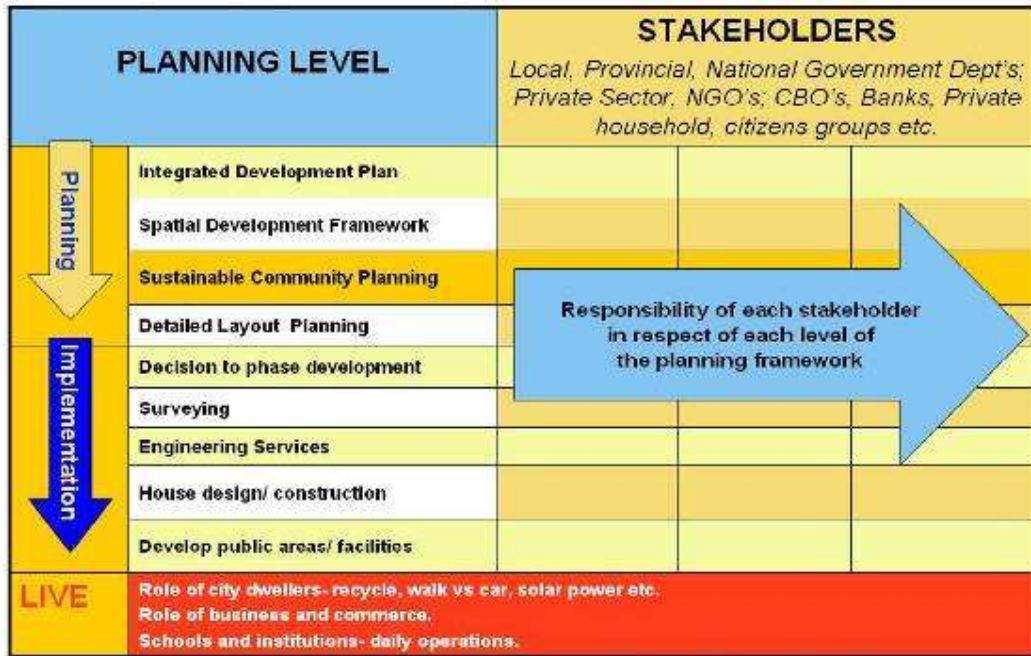 PLANNING LEVEL
STAKEHOLDERS
Local, Provincial, National Government Dept's;
Private Sector, NGO's; CBO's, Banks, Private
household, citizens groups etc.
Planning
Integrated Development Plan
Spatial Development Framework
Sustainable Community Planning
Detailed Layout Planning
Responsibility of each stakeholder
in respect of each level of
the planning framework
Implementation
Decision to phase development
Surveying
Engineering Services
House design/ construction
Develop public areas/ facilities
LIVE
Role of city dwellers- recycle, walk vs car, solar power etc.
Role of business and commerce.
Schools and institutions- daily operations.